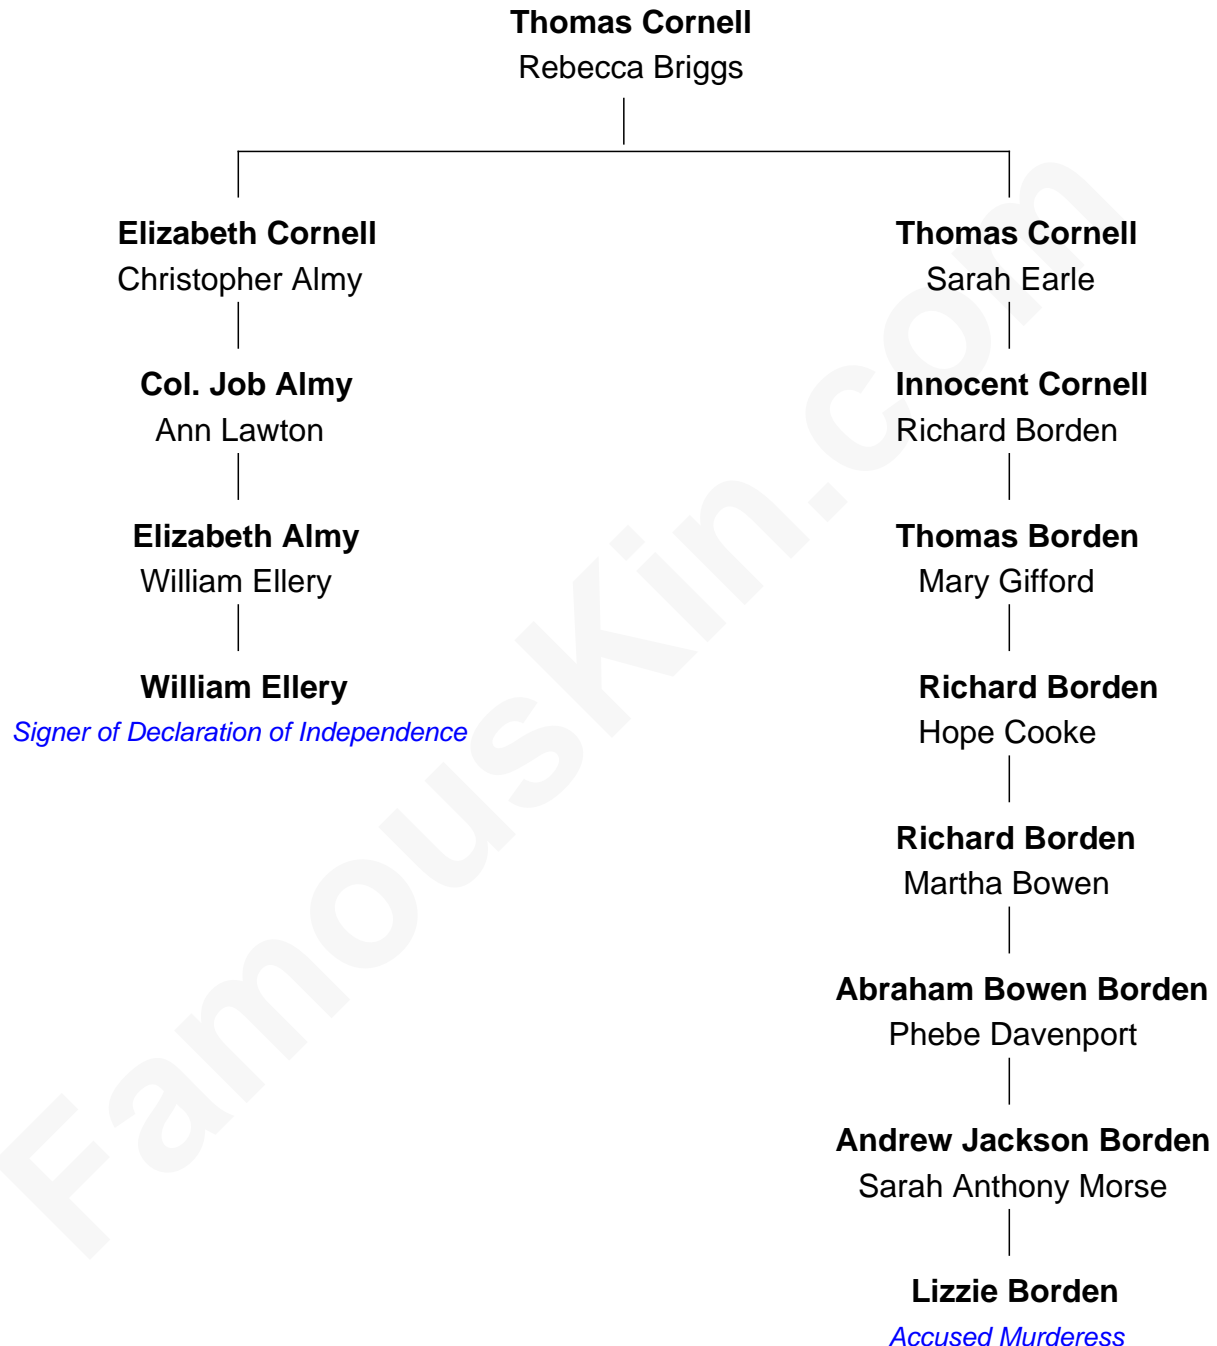 Thomas Cornell
Rebecca Briggs
Elizabeth Cornell
Christopher Almy
Col. Job Almy
Ann Lawton
Elizabeth Almy
William Ellery
William Ellery
Signer of Declaration of Independence
Thomas Cornell
Sarah Earle
Innocent Cornell
Richard Borden
Thomas Borden
Mary Gifford
Richard Borden
Hope Cooke
Richard Borden
Martha Bowen
Abraham Bowen Borden
Phebe Davenport
Andrew Jackson Borden
Sarah Anthony Morse
Lizzie Borden
Accused Murderess
FamousKin.com